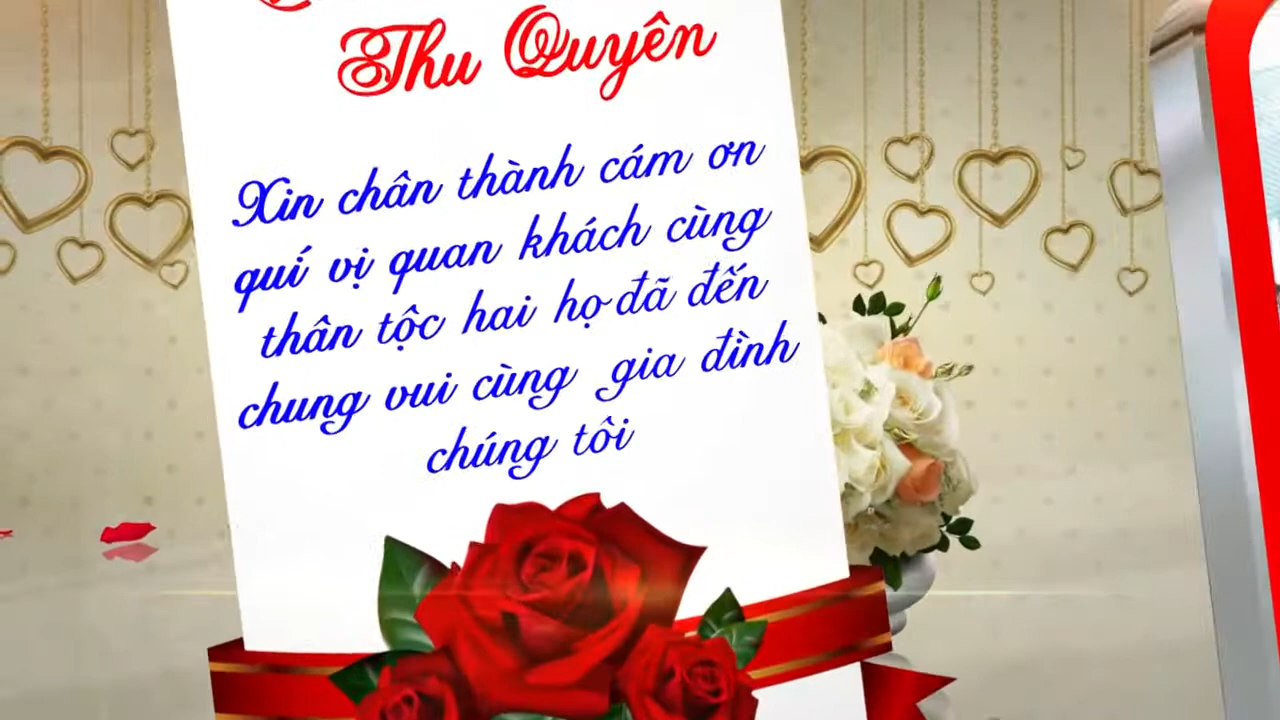 Thu Quyên
Xin chân thành cám ơn
quí vị quan khách cùng
thân tộc hai họ đã đến
chung vui cùng gia đình
chúng tôi